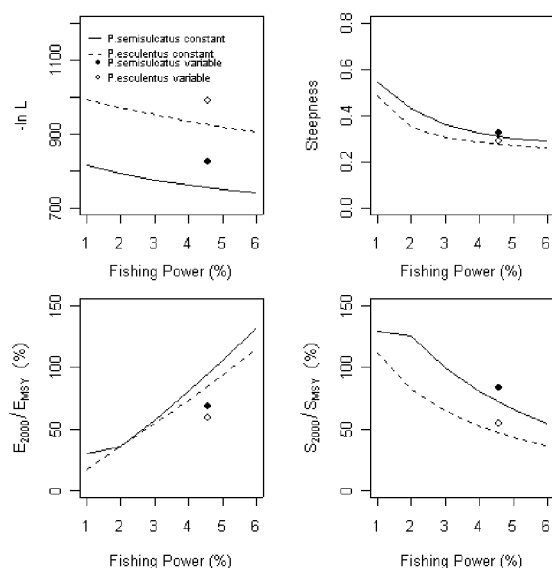 P.semisulcatus constant
P.esculentus constant
P.semisulcatus variable
P.esculentus variable
-ln L
700
900
1100
1 2 3 4 5 6
Fishing Power (%)
Steepness
0.0 0.2 0.4 0.6 0.8
1 2 3 4 5 6
Fishing Power (%)
E2000/EMSY (%)
0 50 100 150
1 2 3 4 5 6
Fishing Power (%)
S2000/SMSY (%)
0 50 100 150
1 2 3 4 5 6
Fishing Power (%)